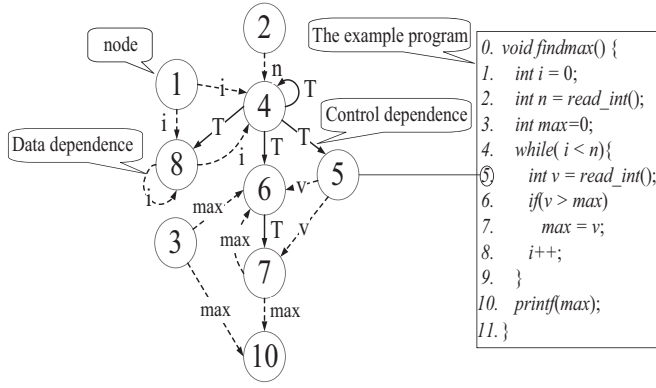 The example program
node
2
n
1
i
4
T
T
T
Control dependence
i
T
Data dependence
8
i
6
v
5
i
max
3
max
T
v
7
max
max
10
0. void findmax() {
1. int i = 0;
2. int n = read_int();
3. int max=0;
4. while( i < n){
5. int v = read_int();
6. if(v > max)
7. max = v;
8. i++;
9. }
10. printf(max);
11. }